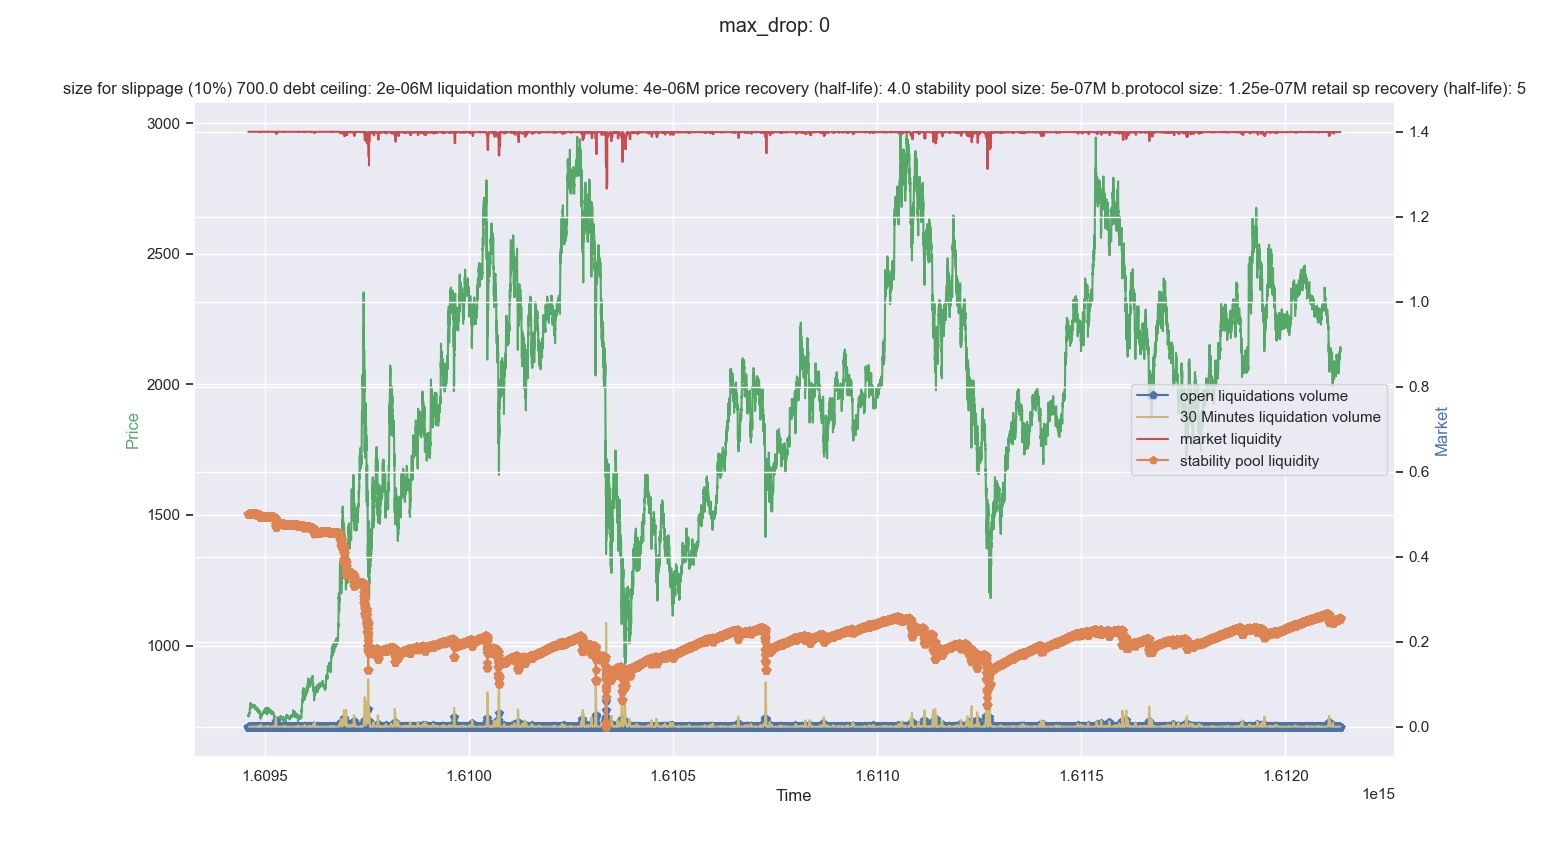 max_drop: 0
size for slippage (10%) 700.0 debt ceiling: 2e-06M liquidation monthly volume: 4e-06M price recovery (half-life): 4.0 stability pool size: 5e-07M b.protocol size: 1.25e-07M retail sp recovery (half-life): 5
3000
2500
2000
1500
1000
Price
1.4
1.2
1.0
0.8
0.6
0.4
0.2
0.0
Market
open liquidations volume
30 Minutes liquidation volume
market liquidity
stability pool liquidity
1.6095 1.6100 1.6105 1.6110 1.6115 1.6120
Time
1e15